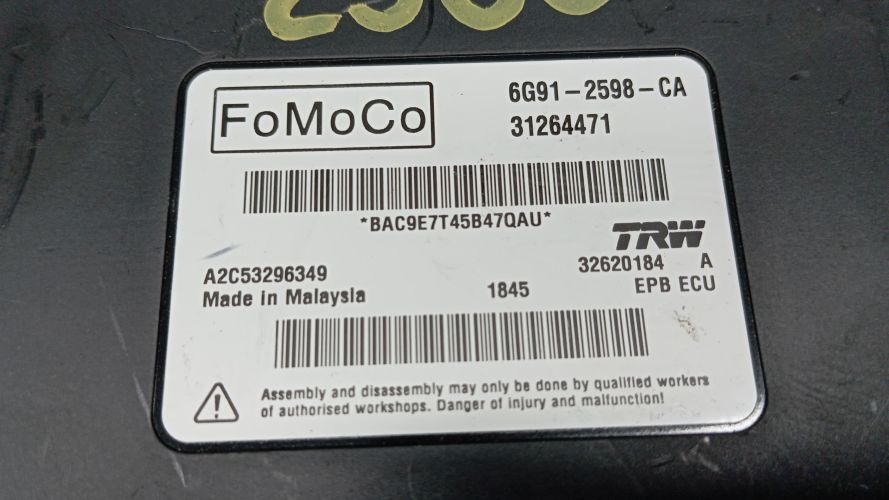 FoMoCo
6G91-2598-CA
31264471
*BAC9E7T45B47QAU*
TRW
A2C53296349
32620184 A
Made in Malaysia
1845
EPB ECU
Assembly and disassembly may only be done by qualified workers
of authorised workshops. Danger of injury and malfunction!